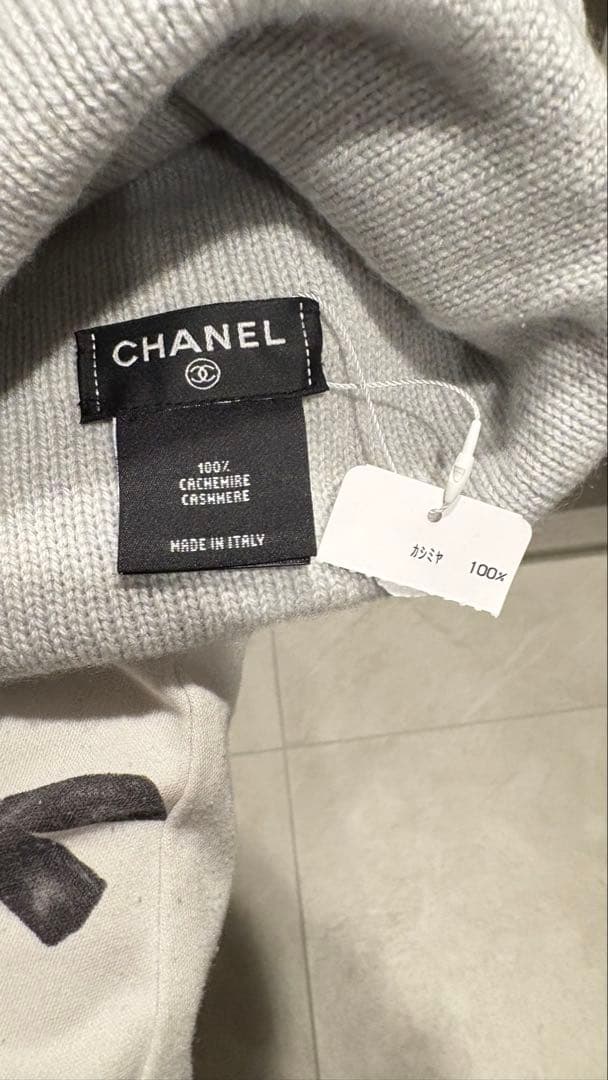 CHANEL
100%
CACHEMIRE
CASHMERE
MADE IN ITALY
カシミヤ 100%